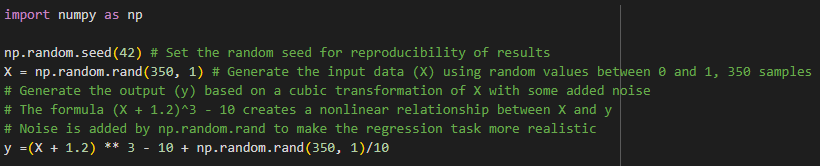 import numpy as np
np.random.seed(42) # Set the random seed for reproducibility of results
X = np.random.rand(350, 1) # Generate the input data (X) using random values between 0 and 1, 350 samples
# Generate the output (y) based on a cubic transformation of X with some added noise
# The formula (X + 1.2)^3 - 10 creates a nonlinear relationship between X and y
# Noise is added by np.random.rand to make the regression task more realistic
y =(X + 1.2) ** 3 - 10 + np.random.rand(350, 1)/10